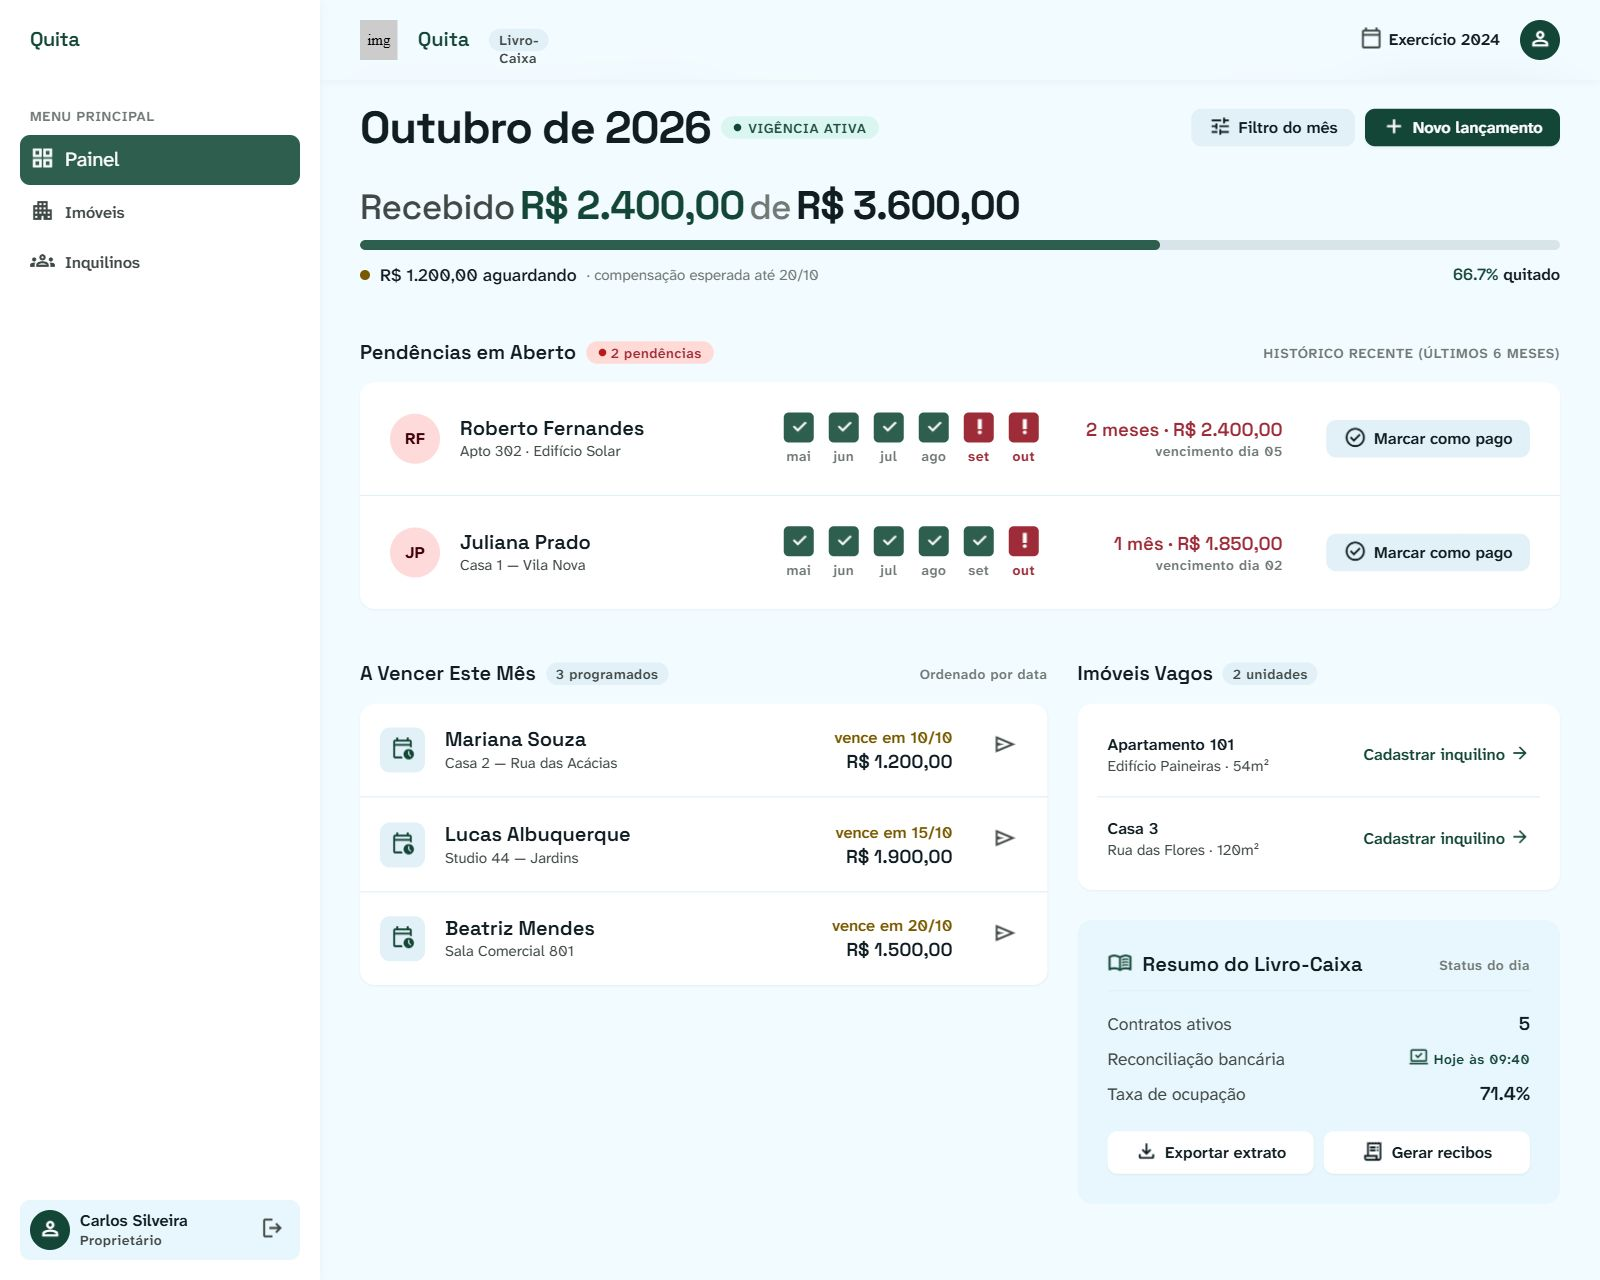 Quita
MENU PRINCIPAL
Painel
Imóveis
Inquilinos
Carlos Silveira
Proprietário
img
Quita
Livro-
Caixa
Exercício 2024
Outubro de 2026
VIGÊNCIA ATIVA
Filtro do mês
Novo lançamento
Recebido R$ 2.400,00 de R$ 3.600,00
R$ 1.200,00 aguardando · compensação esperada até 20/10
66.7% quitado
Pendências em Aberto
2 pendências
HISTÓRICO RECENTE (ÚLTIMOS 6 MESES)
RF
Roberto Fernandes
Apto 302 · Edifício Solar
mai jun jul ago set out
2 meses · R$ 2.400,00
vencimento dia 05
Marcar como pago
JP
Juliana Prado
Casa 1 — Vila Nova
mai jun jul ago set out
1 mês · R$ 1.850,00
vencimento dia 02
Marcar como pago
A Vencer Este Mês
3 programados
Ordenado por data
Mariana Souza
Casa 2 — Rua das Acácias
vence em 10/10
R$ 1.200,00
Lucas Albuquerque
Studio 44 — Jardins
vence em 15/10
R$ 1.900,00
Beatriz Mendes
Sala Comercial 801
vence em 20/10
R$ 1.500,00
Imóveis Vagos
2 unidades
Apartamento 101
Edifício Paineiras · 54m²
Cadastrar inquilino
Casa 3
Rua das Flores · 120m²
Cadastrar inquilino
Resumo do Livro-Caixa
Status do dia
Contratos ativos
5
Reconciliação bancária
Hoje às 09:40
Taxa de ocupação
71.4%
Exportar extrato
Gerar recibos